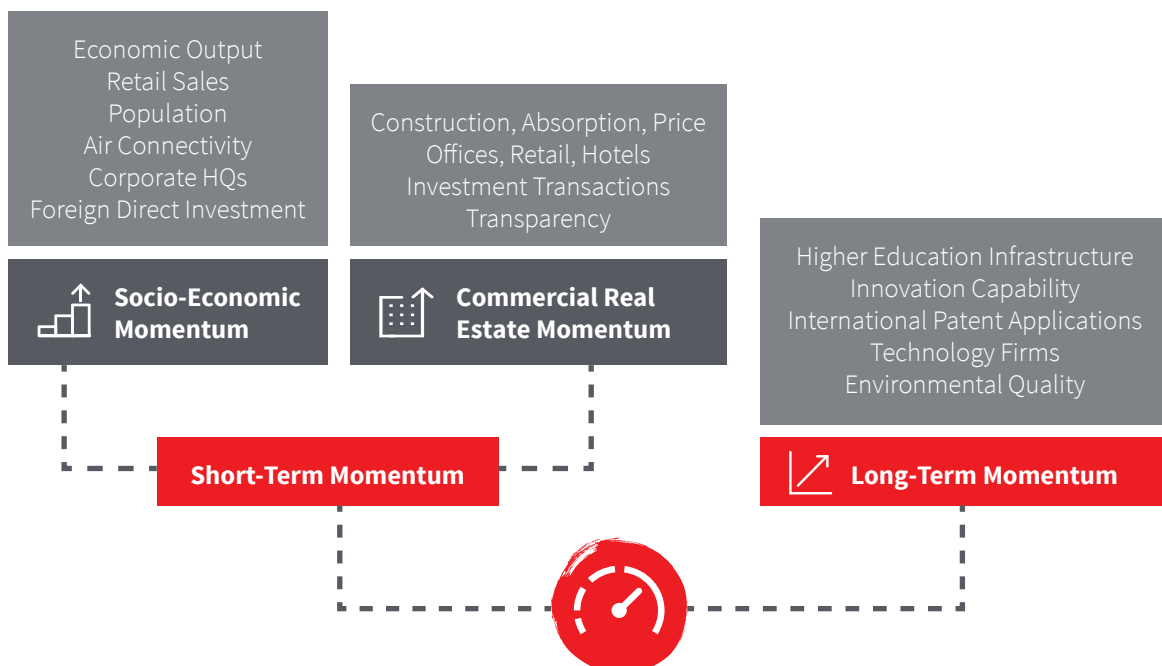 Economic Output
Retail Sales
Population
Air Connectivity
Corporate HQs
Foreign Direct Investment
Socio-Economic
Momentum
Construction, Absorption, Price
Offices, Retail, Hotels
Investment Transactions
Transparency
Commercial Real
Estate Momentum
Short-Term Momentum
Higher Education Infrastructure
Innovation Capability
International Patent Applications
Technology Firms
Environmental Quality
Long-Term Momentum